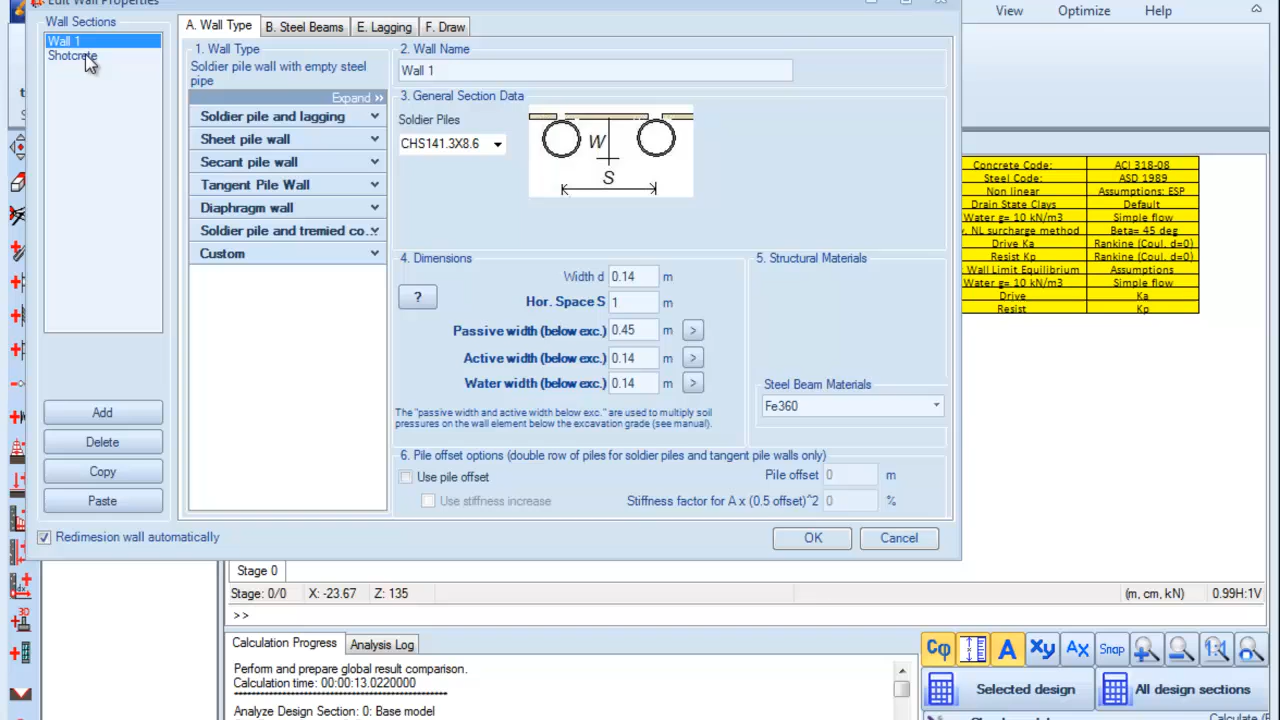 Edit Wall Properties
View Optimize Help
Wall Sections
Wall 1
Shotcrete
A. Wall Type B. Steel Beams E. Lagging F. Draw
1. Wall Type
Soldier pile wall with empty steel
pipe
Expand »
Soldier pile and lagging
Sheet pile wall
Secant pile wall
Tangent Pile Wall
Diaphragm wall
Soldier pile and tremied co...
Custom
2. Wall Name
Wall 1
3. General Section Data
Soldier Piles
CHS141.3X8.6
W
S
4. Dimensions
Width d 0.14 m
? Hor. Space S 1 m
Passive width (below exc.) 0.45 m >
Active width (below exc.) 0.14 m >
Water width (below exc.) 0.14 m >
The "passive width and active width below exc." are used to multiply soil
pressures on the wall element below the excavation grade (see manual).
5. Structural Materials
Steel Beam Materials
Fe360
6. Pile offset options (double row of piles for soldier piles and tangent pile walls only)
Use pile offset Pile offset 0 m
Use stiffness increase Stiffness factor for A x (0.5 offset)^2 0 %
Add
Delete
Copy
Paste
Redimesion wall automatically
OK Cancel
Concrete Code: ACI 318-08
Steel Code: ASD 1989
Non linear Assumptions: ESP
Drain State Clays Default
Water g= 10 kN/m3 Simple flow
. NL surcharge method Beta= 45 deg
Drive Ka Rankine (Coul, d=0)
Resist Kp Rankine (Coul, d=0)
Wall Limit Equilibrium Assumptions
Water g= 10 kN/m3 Simple flow
Drive Ka
Resist Kp
Stage 0
Stage: 0/0 X: -23.67 Z: 135 (m, cm, kN) 0.99H:1V
>>
Calculation Progress Analysis Log
Perform and prepare global result comparison.
Calculation time: 00:00:13.0220000
************************************************
Analyze Design Section: 0: Base model
Cφ A Xy Ax Snap 1:1
Selected design All design sections